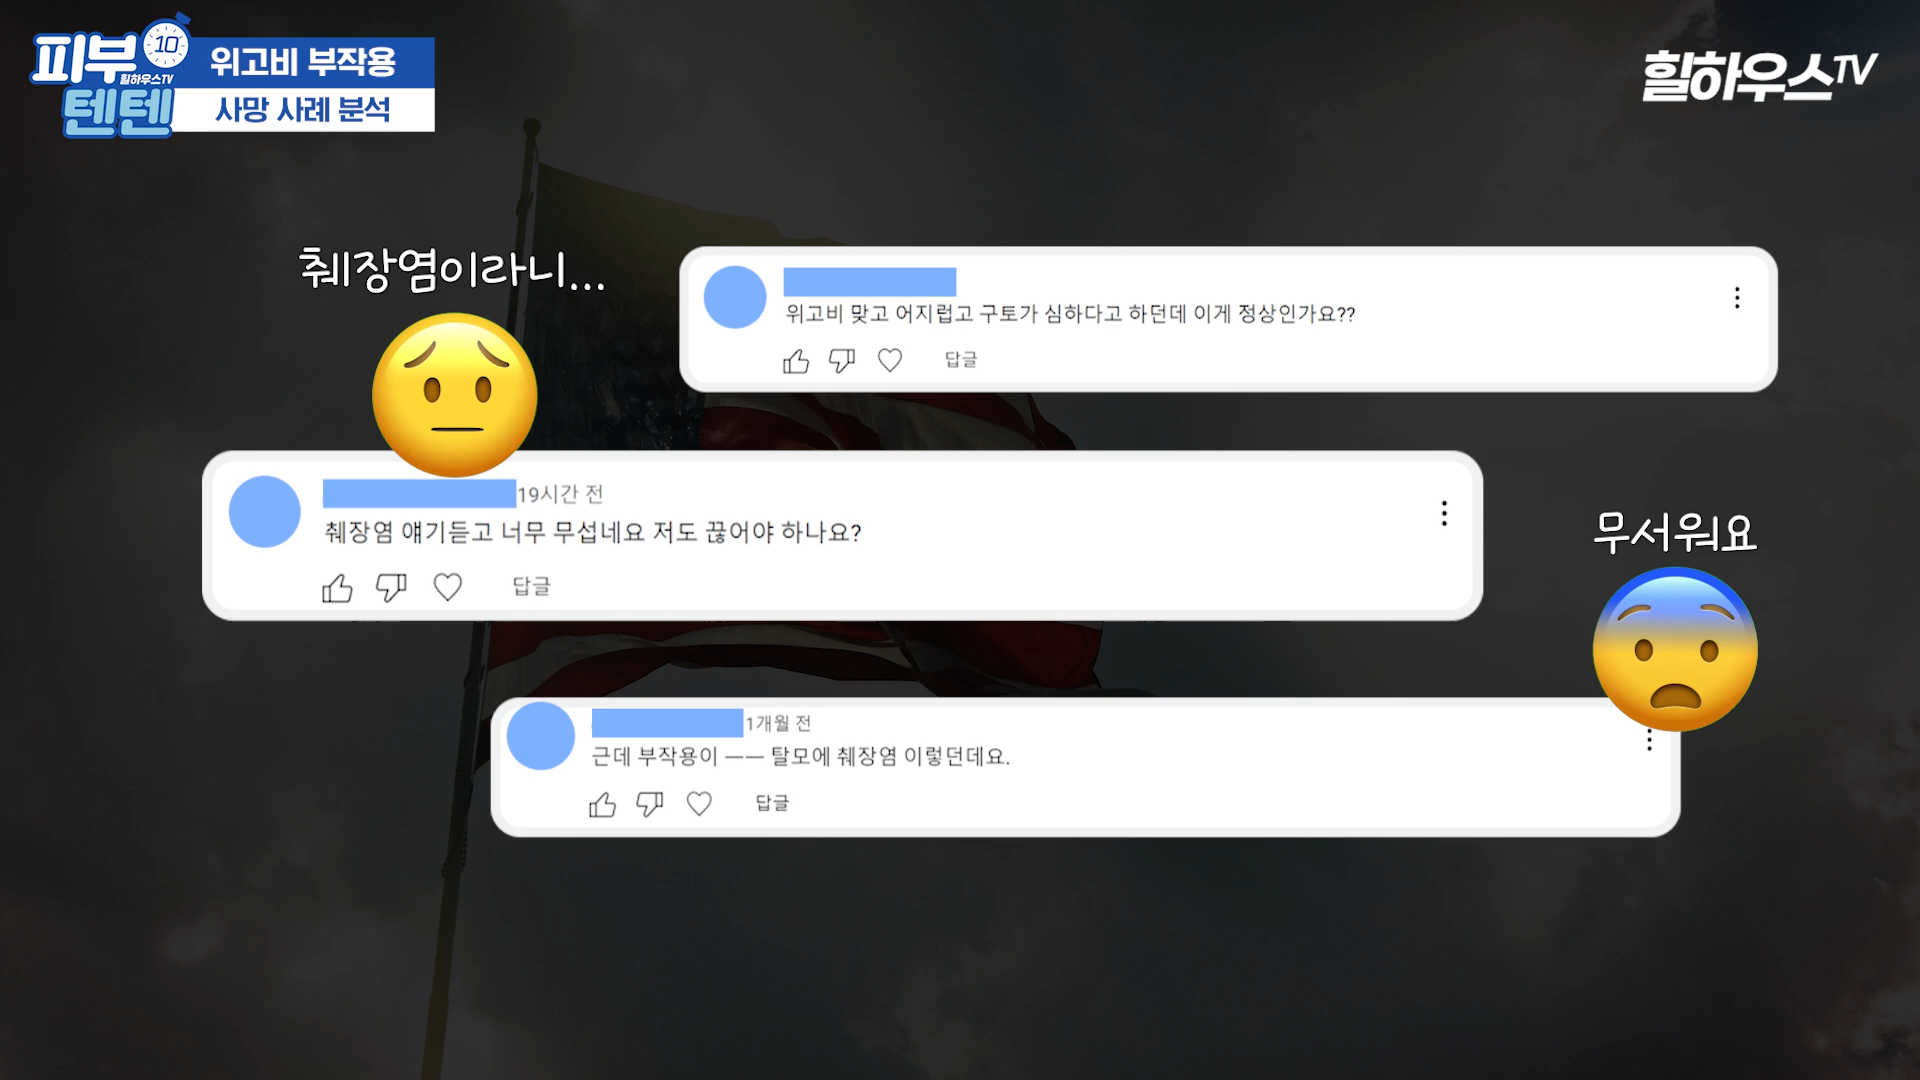 피부
10
힐하우스TV
텐텐
위고비 부작용
사망 사례 분석
힐하우스TV
췌장염이라니...
위고비 맞고 어지럽고 구토가 심하다고 하던데 이게 정상인가요??
답글
19시간 전
췌장염 얘기듣고 너무 무섭네요 저도 끊어야 하나요?
답글
무서워요
1개월 전
근데 부작용이 ㅡㅡ 탈모에 췌장염 이렇던데요.
답글